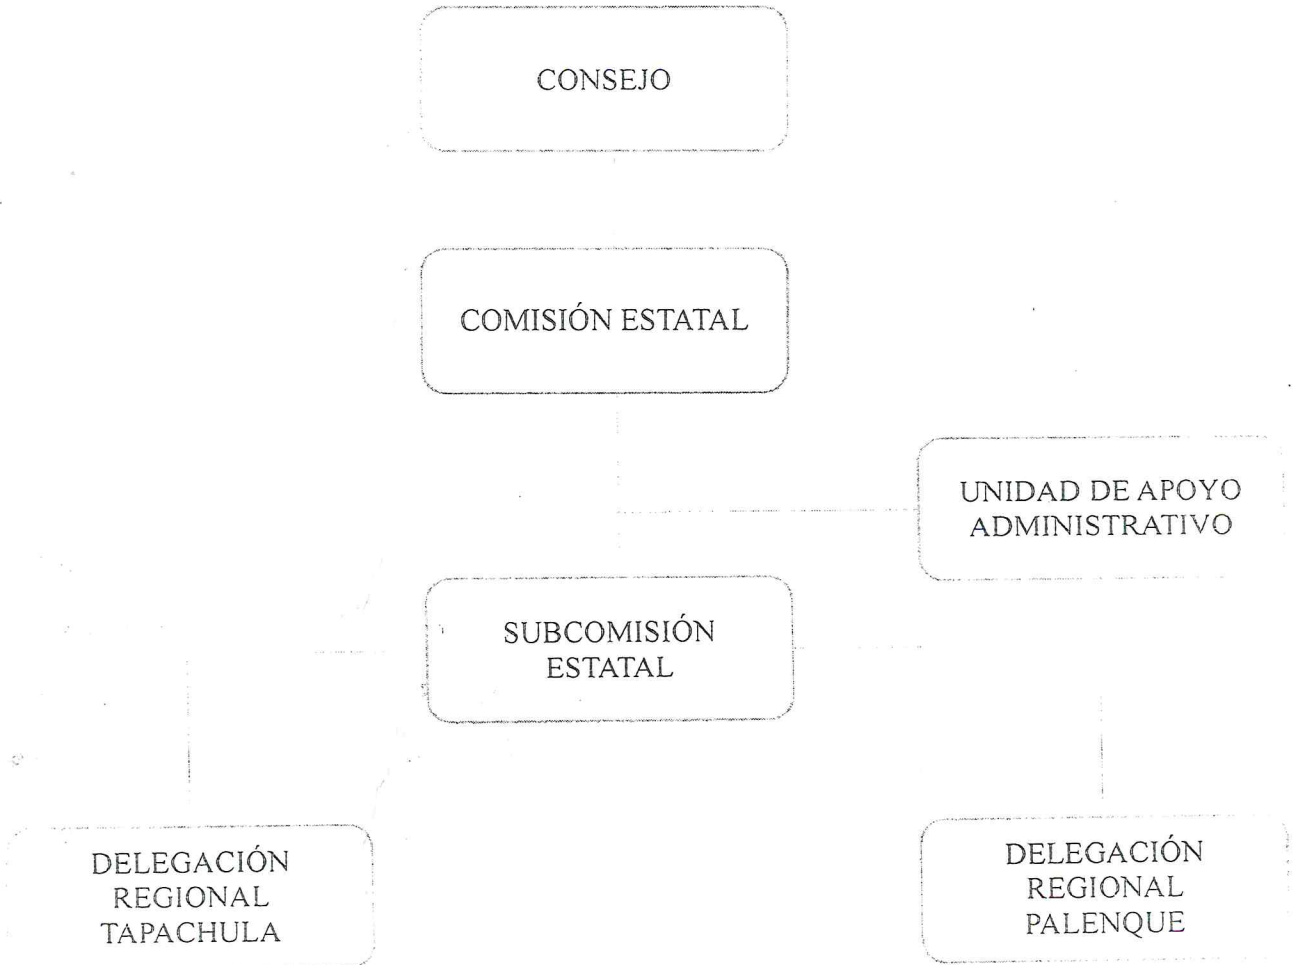 CONSEJO
COMISIÓN ESTATAL
UNIDAD DE APOYO
ADMINISTRATIVO
SUBCOMISIÓN
ESTATAL
DELEGACIÓN
REGIONAL
TAPACHULA
DELEGACIÓN
REGIONAL
PALENQUE